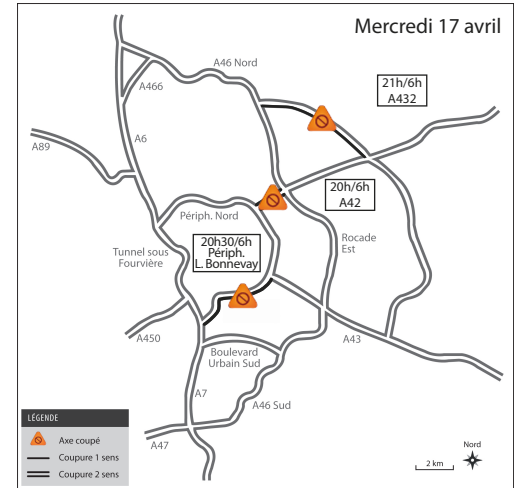 Mercredi 17 avril
A46 Nord
A466
21h/6h
A432
A6
A89
20h/6h
A42
Périph. Nord
20h30/6h
Périph.
L. Bonnevay
Rocade
Est
Tunnel sous
Fourvière
A450
A43
Boulevard
Urbain Sud
A7
A46 Sud
A47
LÉGENDE
Axe coupé
Coupure 1 sens
Coupure 2 sens
2 km
Nord